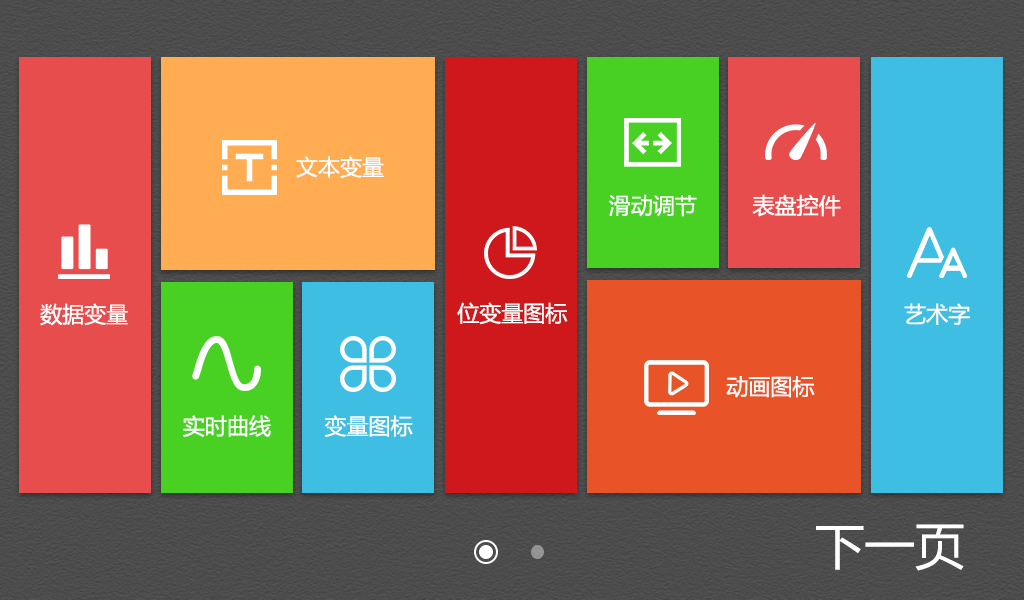 数据变量
文本变量
实时曲线
变量图标
位变量图标
滑动调节
表盘控件
动画图标
艺术字
下一页